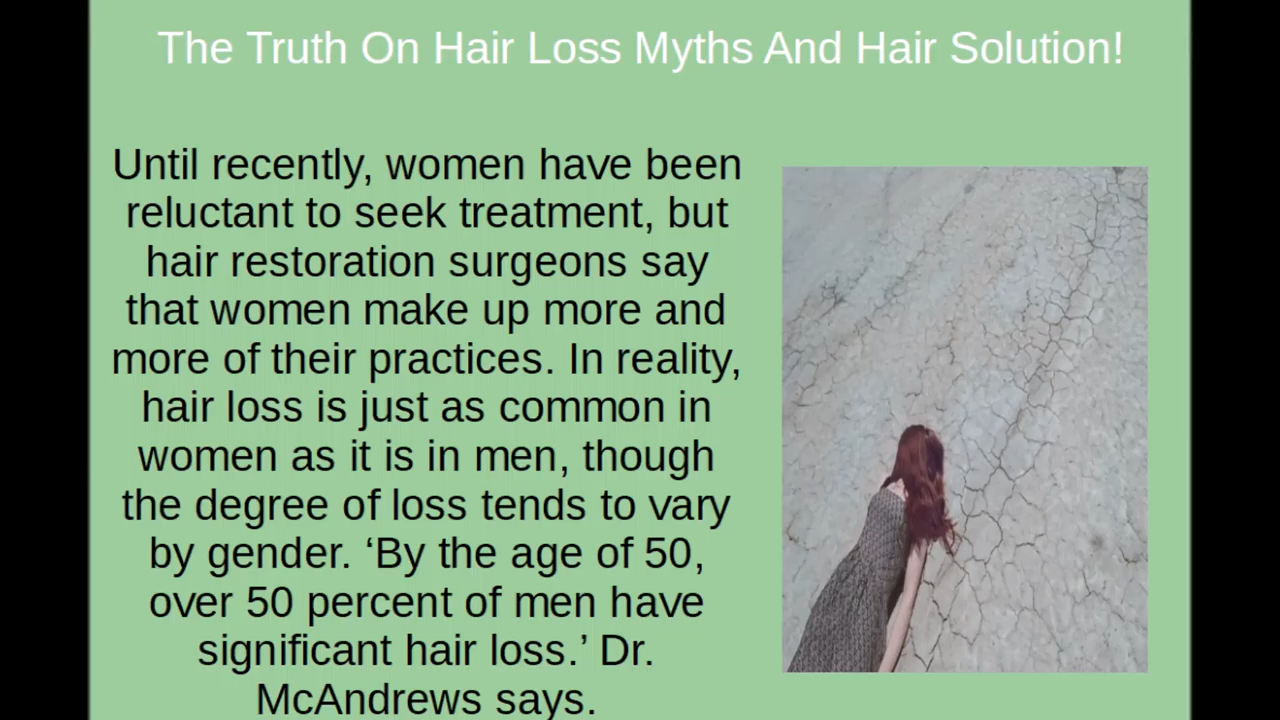 The Truth On Hair Loss Myths And Hair Solution!
Until recently, women have been
reluctant to seek treatment, but
hair restoration surgeons say
that women make up more and
more of their practices. In reality,
hair loss is just as common in
women as it is in men, though
the degree of loss tends to vary
by gender. ‘By the age of 50,
over 50 percent of men have
significant hair loss.’ Dr.
McAndrews says.